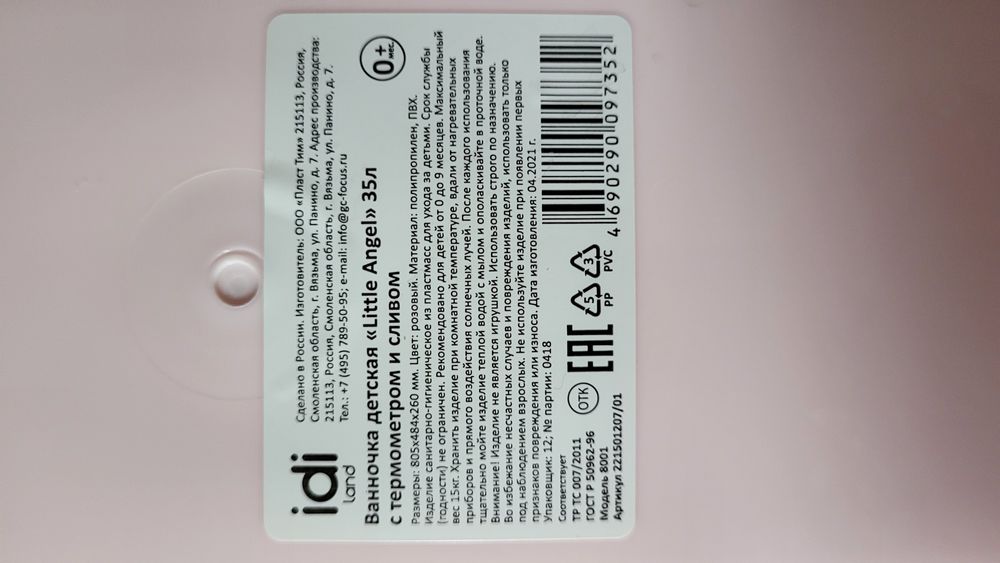 idi
Land
Сделано в России. Изготовитель: ООО «Пласт Тим» 215113, Россия,
Смоленская область, г. Вязьма, ул. Панино, д. 7. Адрес производства:
215113, Россия, Смоленская область, г. Вязьма, ул. Панино, д. 7.
Тел.: +7 (495) 789-50-95; e-mail: info@gc-focus.ru
Ванночка детская «Little Angel» 35л
с термометром и сливом
0+
мес.
Размеры: 805х484х260 мм. Цвет: розовый. Материал: полипропилен, ПВХ.
Изделие санитарно-гигиеническое из пластмасс для ухода за детьми. Срок службы
(годности) не ограничен. Рекомендовано для детей от 0 до 9 месяцев. Максимальный
вес 15кг. Хранить изделие при комнатной температуре, вдали от нагревательных
приборов и прямого воздействия солнечных лучей. После каждого использования
тщательно мойте изделие теплой водой с мылом и ополаскивайте в проточной воде.
Внимание! Изделие не является игрушкой. Использовать строго по назначению.
Во избежание несчастных случаев и повреждения изделий, использовать только
под наблюдением взрослых. Не используйте изделие при появлении первых
признаков повреждения или износа. Дата изготовления: 04.2021 г.
Упаковщик: 12; № партии: 0418
Соответствует
ТР ТС 007/2011
ГОСТ Р 50962-96
Модель 8001
Артикул 221501207/01
ОТК
EAC
5
PP
3
PVC
4 690290 097352